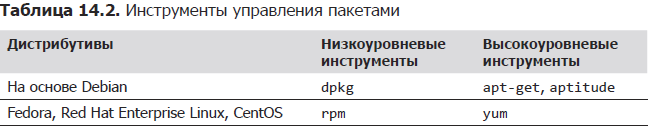 Таблица 14.2. Инструменты управления пакетами
Дистрибутивы Низкоуровневые инструменты Высокоуровневые инструменты
На основе Debian dpkg apt-get, aptitude
Fedora, Red Hat Enterprise Linux, CentOS rpm yum